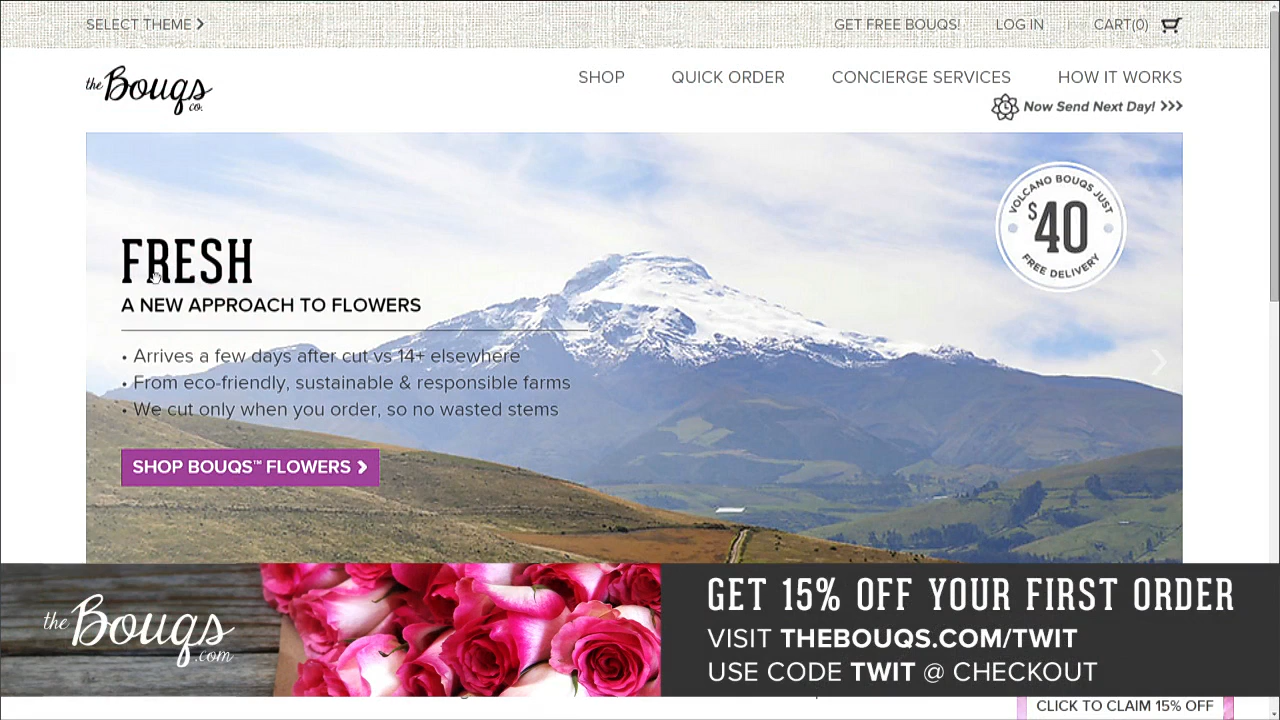 SELECT THEME
GET FREE BOUQS!
LOG IN
CART(0)
the Bouqs co.
SHOP
QUICK ORDER
CONCIERGE SERVICES
HOW IT WORKS
Now Send Next Day!
VOLCANO BOUQS JUST
$40
FREE DELIVERY
FRESH
A NEW APPROACH TO FLOWERS
• Arrives a few days after cut vs 14+ elsewhere
• From eco-friendly, sustainable & responsible farms
• We cut only when you order, so no wasted stems
SHOP BOUQS™ FLOWERS
the Bouqs.com
GET 15% OFF YOUR FIRST ORDER
VISIT THEBOUQS.COM/TWIT
USE CODE TWIT @ CHECKOUT
CLICK TO CLAIM 15% OFF